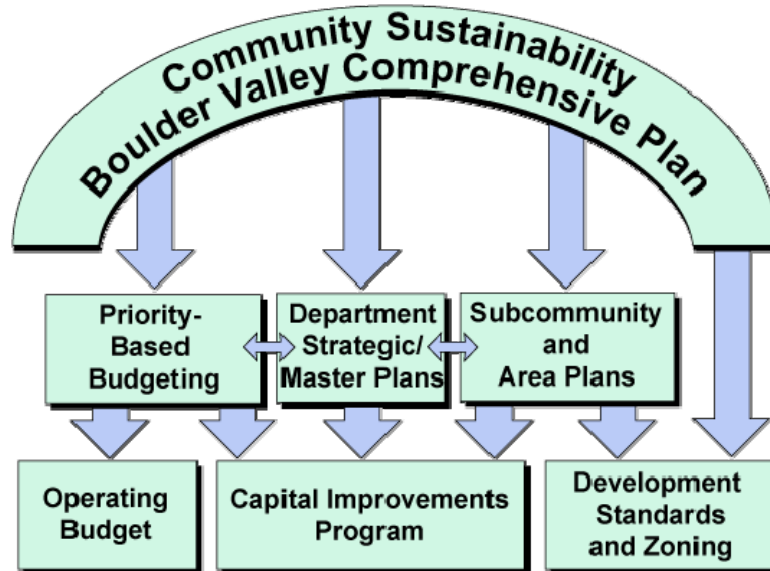 Community Sustainability
Boulder Valley Comprehensive Plan
Priority-
Based
Budgeting
Department
Strategic/
Master Plans
Subcommunity
and
Area Plans
Operating
Budget
Capital Improvements
Program
Development
Standards
and Zoning